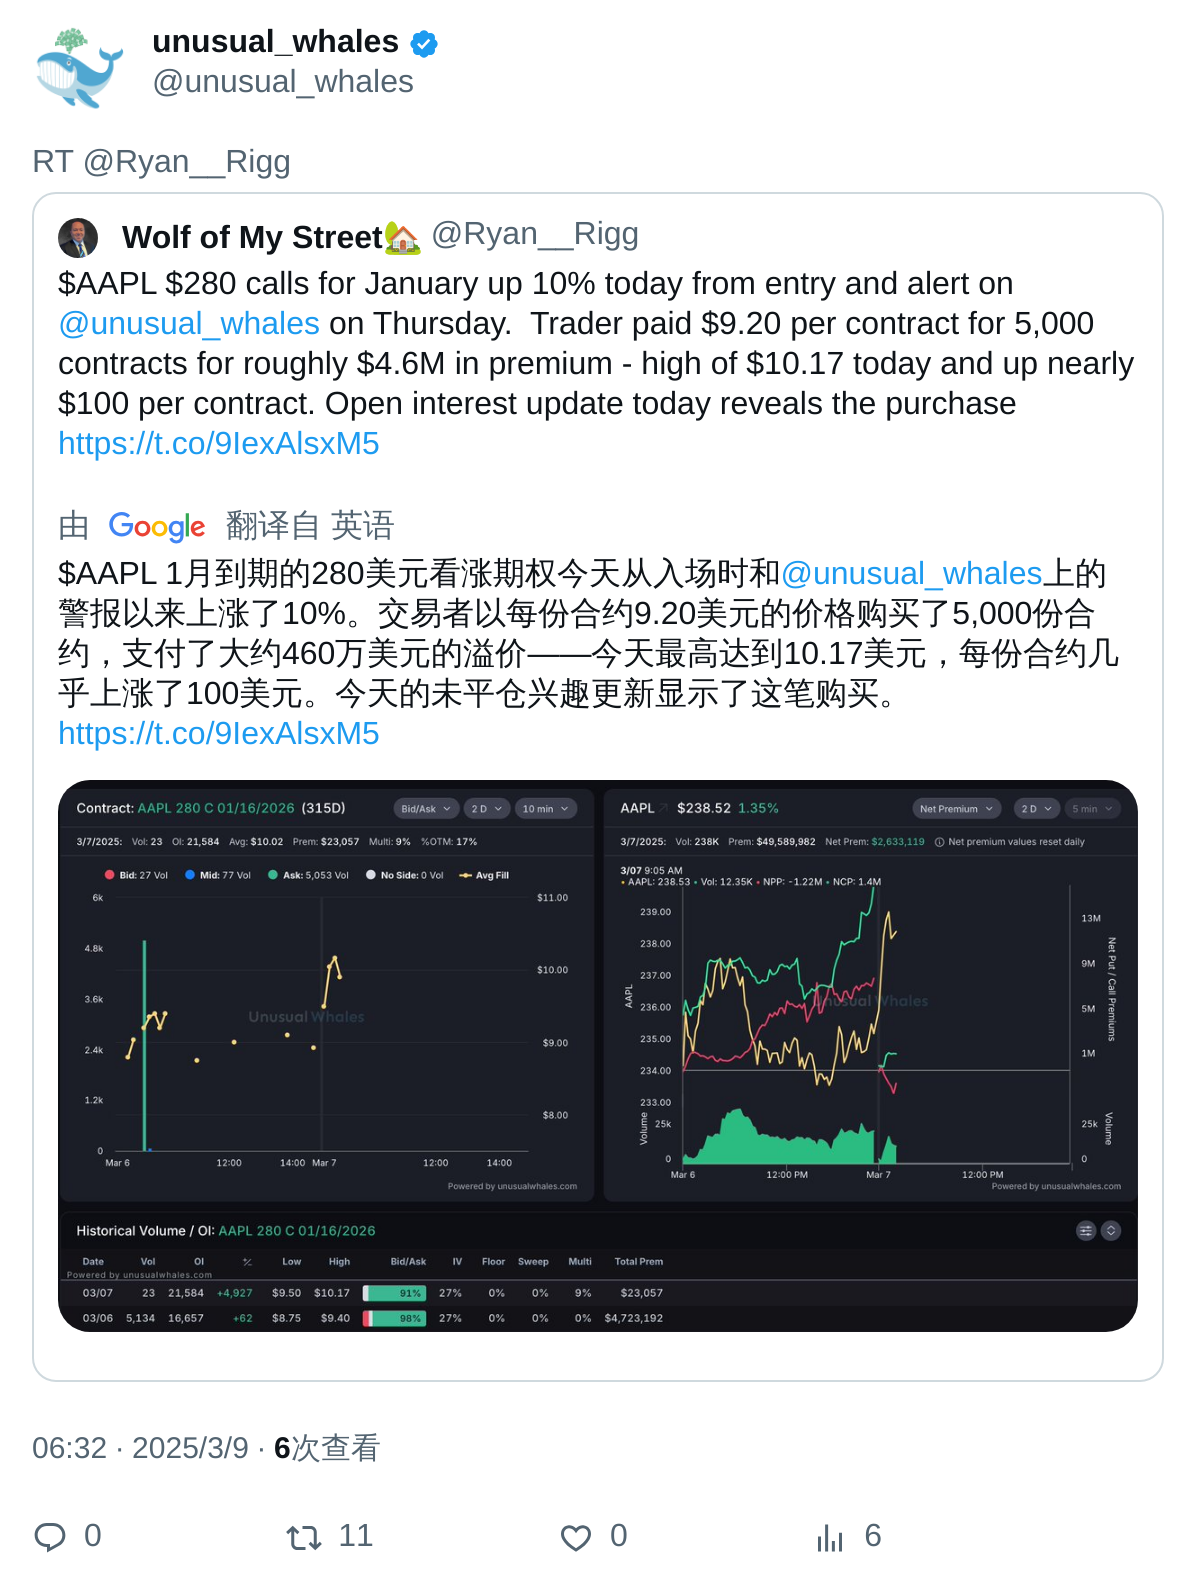 unusual_whales
@unusual_whales
RT @Ryan__Rigg
Wolf of My Street🏡 @Ryan__Rigg
$AAPL $280 calls for January up 10% today from entry and alert on
@unusual_whales on Thursday.  Trader paid $9.20 per contract for 5,000
contracts for roughly $4.6M in premium - high of $10.17 today and up nearly
$100 per contract. Open interest update today reveals the purchase
https://t.co/9IexAlsxM5
由 Google 翻译自 英语
$AAPL 1月到期的280美元看涨期权今天从入场时和@unusual_whales上的
警报以来上涨了10%。交易者以每份合约9.20美元的价格购买了5,000份合
约，支付了大约460万美元的溢价——今天最高达到10.17美元，每份合约几
乎上涨了100美元。今天的未平仓兴趣更新显示了这笔购买。
https://t.co/9IexAlsxM5
Contract: AAPL 280 C 01/16/2026 (315D) Bid/Ask 2 D 10 min
3/7/2025: Vol: 23 OI: 21,584 Avg: $10.02 Prem: $23,057 Multi: 9% %OTM: 17%
Bid: 27 Vol Mid: 77 Vol Ask: 5,053 Vol No Side: 0 Vol Avg Fill
6k $11.00
4.8k
$10.00
3.6k
Unusual Whales
2.4k $9.00
1.2k
$8.00
0
Mar 6 12:00 14:00 Mar 7 12:00 14:00
Powered by unusualwhales.com
AAPL $238.52 1.35% Net Premium 2 D 5 min
3/7/2025: Vol: 238K Prem: $49,589,982 Net Prem: $2,633,119 Net premium values reset daily
3/07 9:05 AM
• AAPL: 238.53 • Vol: 12.35K • NPP: -1.22M • NCP: 1.4M
239.00 13M
238.00
237.00 9M
236.00 5M
235.00
234.00 1M
233.00
AAPL
Net Put / Call Premiums
Unusual Whales
25k 25k
0 0
Volume
Volume
Mar 6 12:00 PM Mar 7 12:00 PM
Powered by unusualwhales.com
Historical Volume / OI: AAPL 280 C 01/16/2026
Date Vol OI % Low High Bid/Ask IV Floor Sweep Multi Total Prem
Powered by unusualwhales.com
03/07 23 21,584 +4,927 $9.50 $10.17 91% 27% 0% 0% 9% $23,057
03/06 5,134 16,657 +62 $8.75 $9.40 98% 27% 0% 0% 0% $4,723,192
06:32 · 2025/3/9 · 6次查看
0 11 0 6